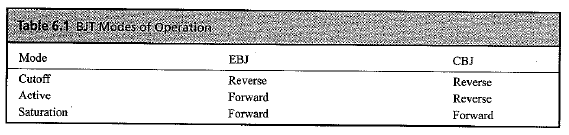 Table 6.1 BJT Modes of Operation
Mode EBJ CBJ
Cutoff Reverse Reverse
Active Forward Reverse
Saturation Forward Forward